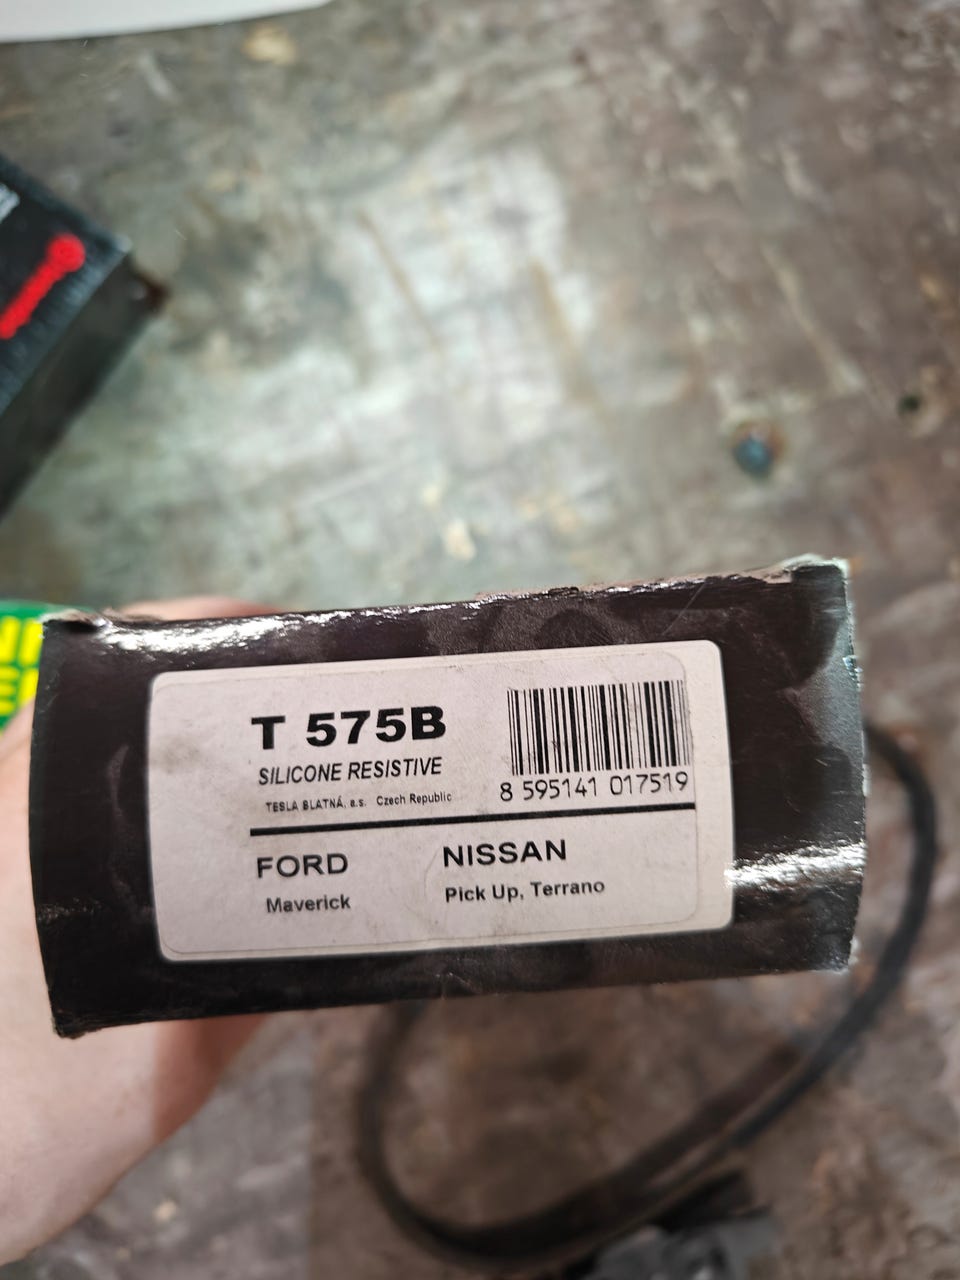 T 575B
SILICONE RESISTIVE
TESLA BLATNÁ, a.s. Czech Republic
8 595141 017519
FORD
Maverick
NISSAN
Pick Up, Terrano